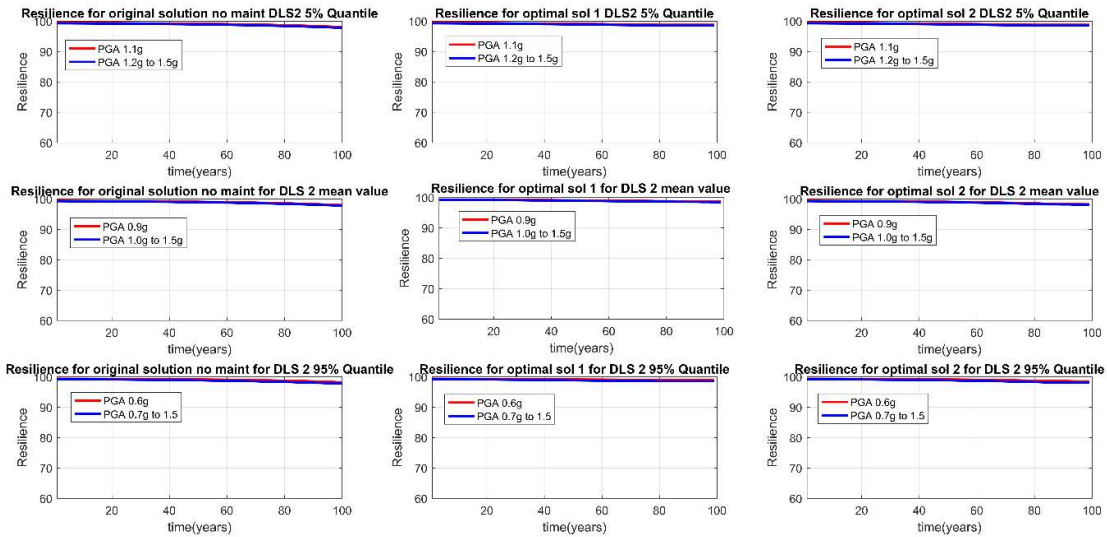 Resilience for original solution no maint DLS2 5% Quantile
100
90
80
70
60
Resilience
PGA 1.1g
PGA 1.2g to 1.5g
20 40 60 80 100
time(years)
Resilience for optimal sol 1 DLS2 5% Quantile
100
90
80
70
60
Resilience
PGA 1.1g
PGA 1.2g to 1.5g
20 40 60 80 100
time(years)
Resilience for optimal sol 2 DLS2 5% Quantile
100
90
80
70
60
Resilience
PGA 1.1g
PGA 1.2g to 1.5g
20 40 60 80 100
time(years)
Resilience for original solution no maint for DLS 2 mean value
100
90
80
70
60
Resilience
PGA 0.9g
PGA 1.0g to 1.5g
20 40 60 80 100
time(years)
Resilience for optimal sol 1 for DLS 2 mean value
100
90
80
70
60
Resilience
PGA 0.9g
PGA 1.0g to 1.5g
20 40 60 80 100
time(years)
Resilience for optimal sol 2 for DLS 2 mean value
100
90
80
70
60
Resilience
PGA 0.9g
PGA 1.0g to 1.5g
20 40 60 80 100
time(years)
Resilience for original solution no maint for DLS 2 95% Quantile
100
90
80
70
60
Resilience
PGA 0.6g
PGA 0.7g to 1.5
20 40 60 80 100
time(years)
Resilience for optimal sol 1 for DLS 2 95% Quantile
100
90
80
70
60
Resilience
PGA 0.6g
PGA 0.7g to 1.5
20 40 60 80 100
time(years)
Resilience for optimal sol 2 for DLS 2 95% Quantile
100
90
80
70
60
Resilience
PGA 0.6g
PGA 0.7g to 1.5
20 40 60 80 100
time(years)